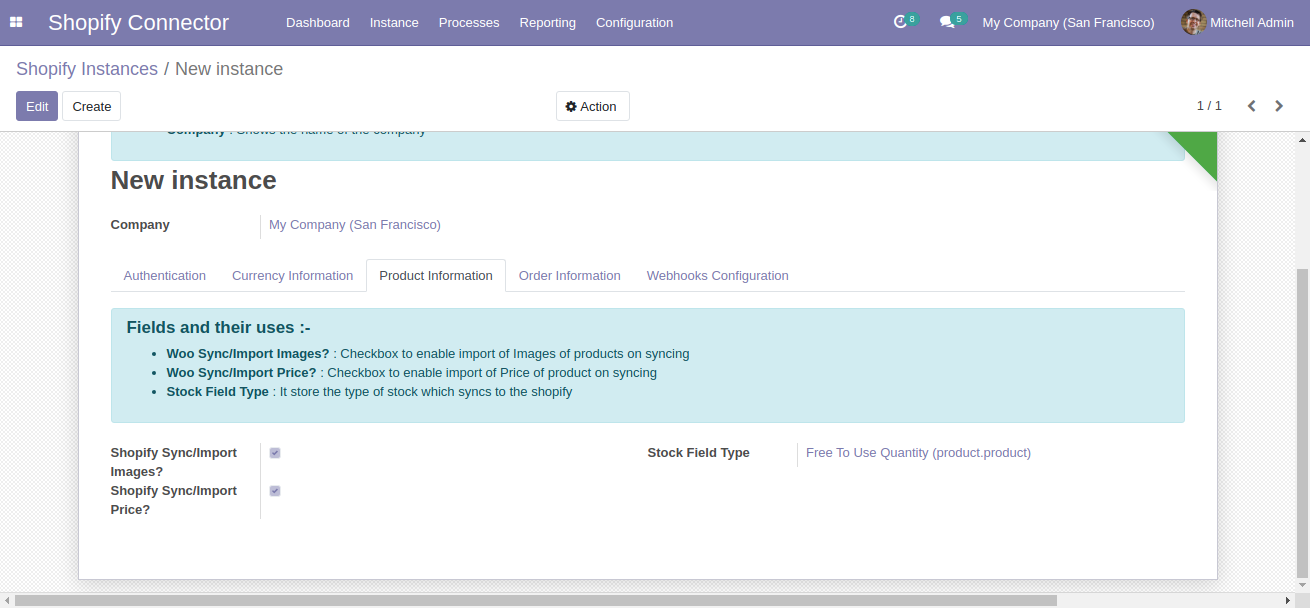 Shopify Connector
Dashboard Instance Processes Reporting Configuration
8 5 My Company (San Francisco) Mitchell Admin
Shopify Instances / New instance
Edit Create Action 1 / 1
Company : Shows the name of the company
New instance
Company My Company (San Francisco)
Authentication Currency Information Product Information Order Information Webhooks Configuration
Fields and their uses :-
• Woo Sync/Import Images? : Checkbox to enable import of Images of products on syncing
• Woo Sync/Import Price? : Checkbox to enable import of Price of product on syncing
• Stock Field Type : It store the type of stock which syncs to the shopify
Shopify Sync/Import
Images?
Shopify Sync/Import
Price?
Stock Field Type Free To Use Quantity (product.product)